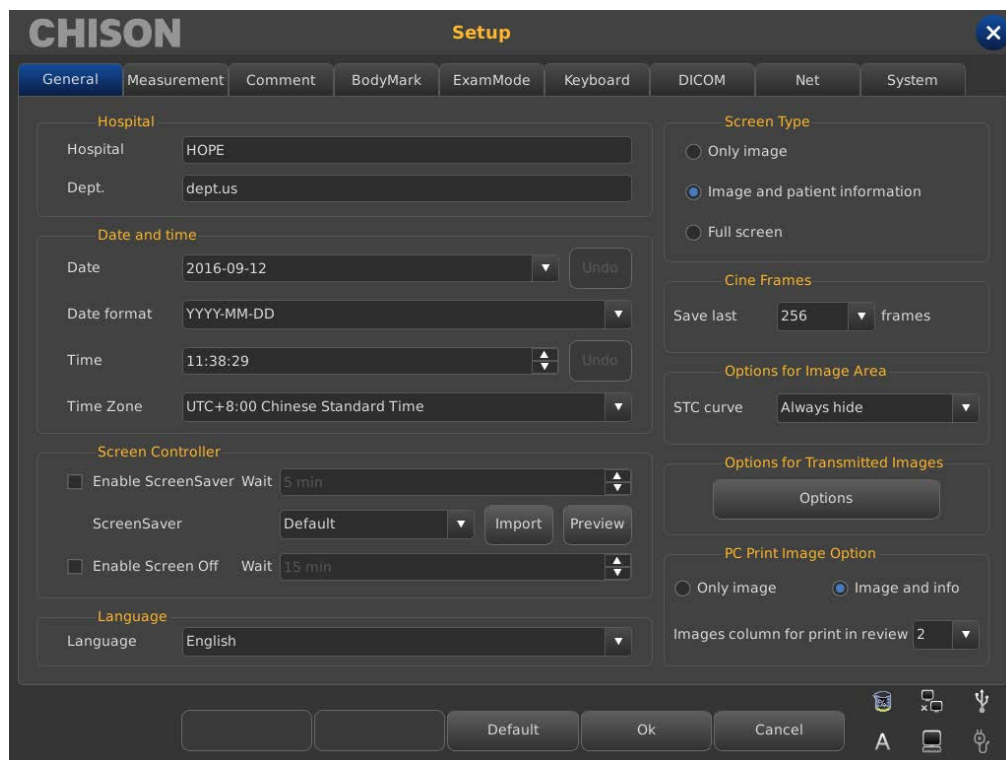 CHISON
Setup
General Measurement Comment BodyMark ExamMode Keyboard DICOM Net System
Hospital
Hospital HOPE
Dept. dept.us
Date and time
Date 2016-09-12 Undo
Date format YYYY-MM-DD
Time 11:38:29 Undo
Time Zone UTC+8:00 Chinese Standard Time
Screen Controller
Enable ScreenSaver Wait 5 min
ScreenSaver Default Import Preview
Enable Screen Off Wait 15 min
Language
Language English
Screen Type
Only image
Image and patient information
Full screen
Cine Frames
Save last 256 frames
Options for Image Area
STC curve Always hide
Options for Transmitted Images
Options
PC Print Image Option
Only image Image and info
Images column for print in review 2
Default Ok Cancel
A